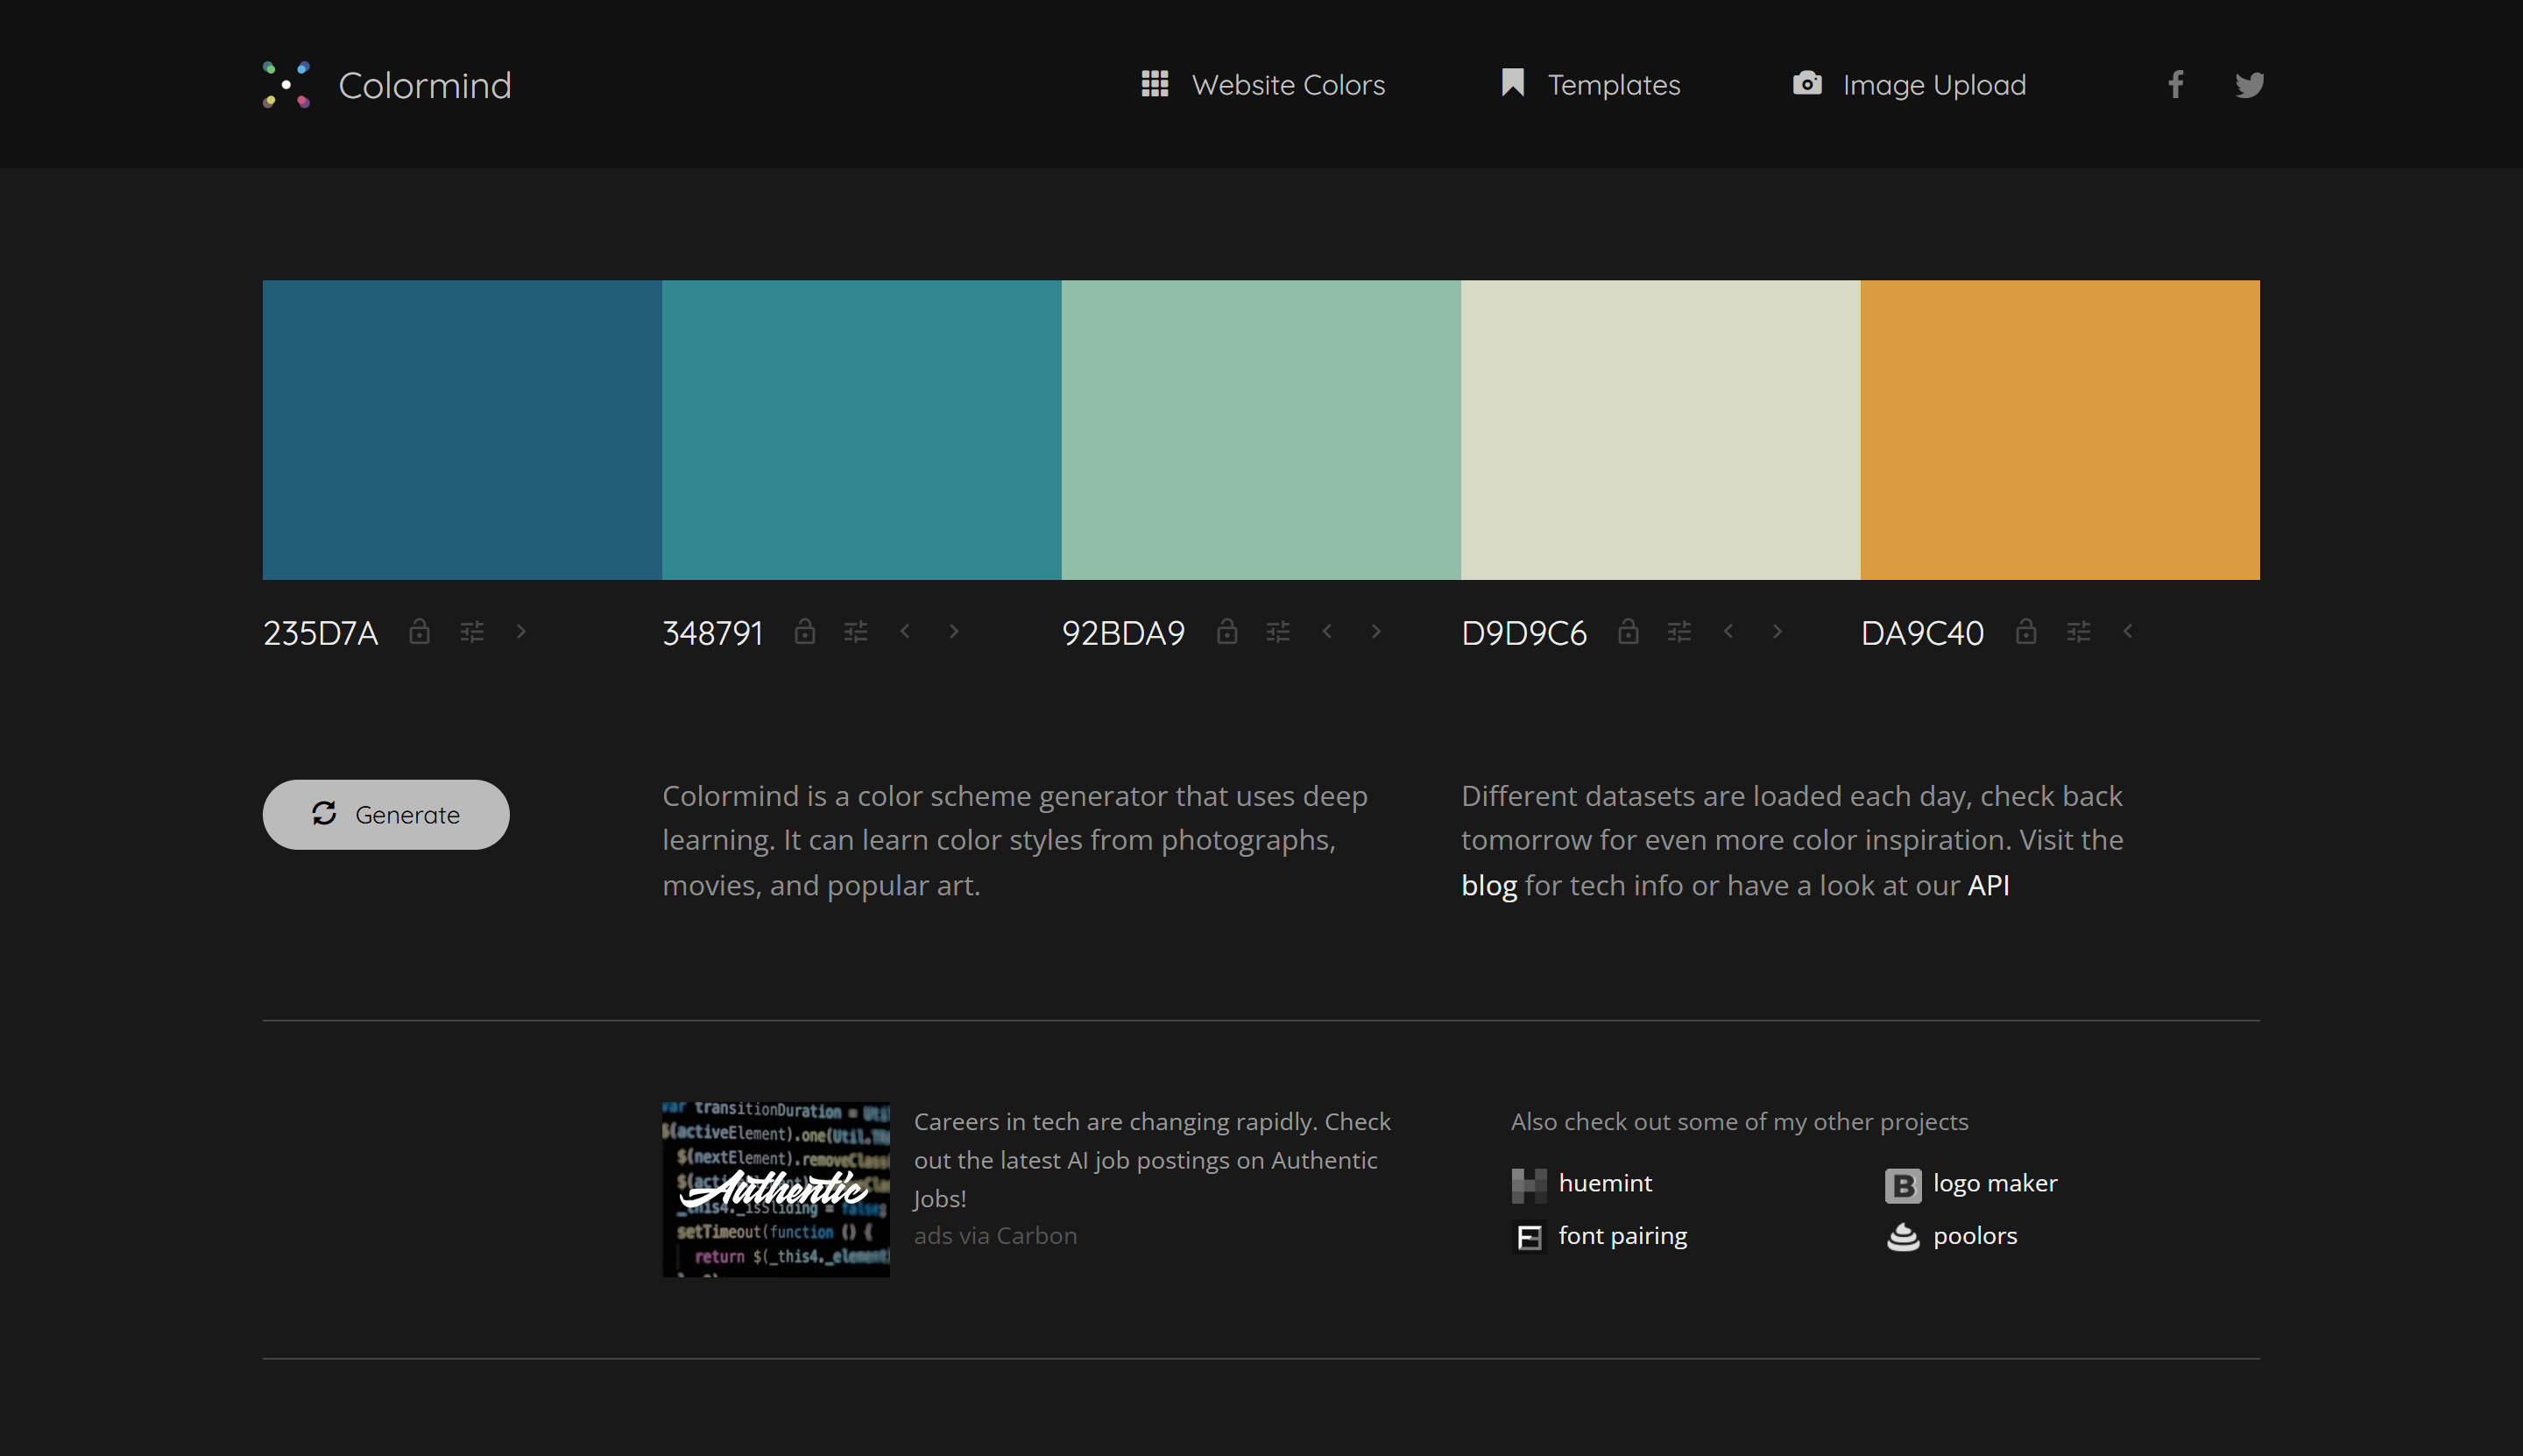 Colormind
Website Colors
Templates
Image Upload
235D7A
348791
92BDA9
D9D9C6
DA9C40
Generate
Colormind is a color scheme generator that uses deep
learning. It can learn color styles from photographs,
movies, and popular art.
Different datasets are loaded each day, check back
tomorrow for even more color inspiration. Visit the
blog for tech info or have a look at our API
var transitionDuration =
$(activeElement).one(Util.
$(nextElement).removeClass
Authentic
_this4._isSliding = false;
setTimeout(function () {
return $(_this4._element
Careers in tech are changing rapidly. Check
out the latest AI job postings on Authentic
Jobs!
ads via Carbon
Also check out some of my other projects
huemint
logo maker
font pairing
poolors